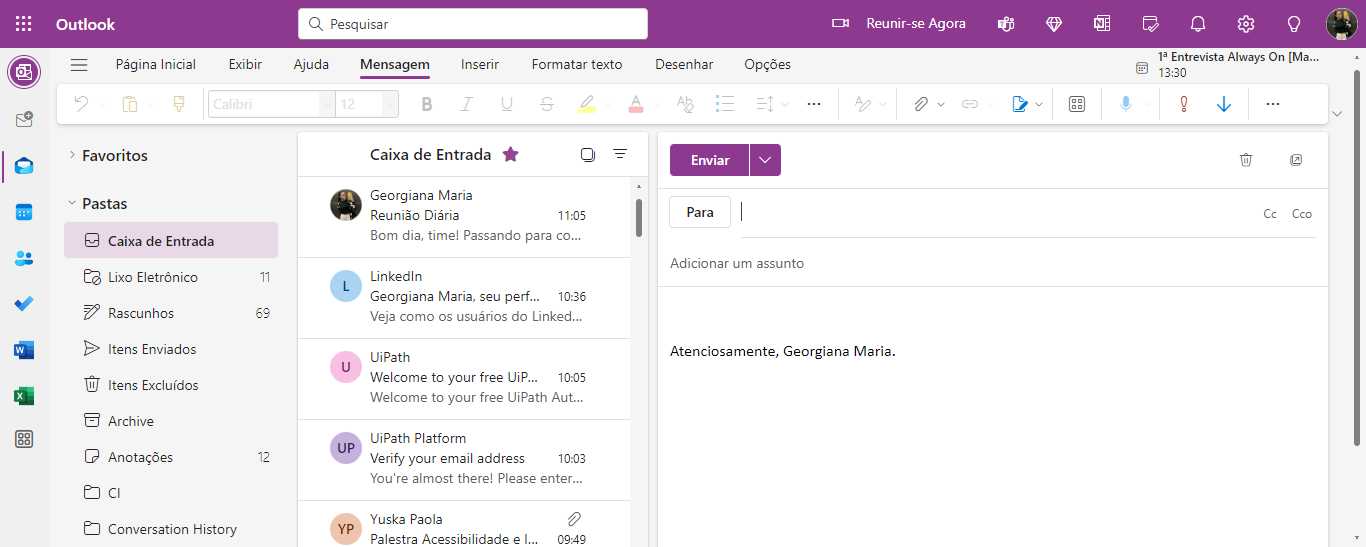 Outlook
Pesquisar
Reunir-se Agora
Página Inicial
Exibir
Ajuda
Mensagem
Inserir
Formatar texto
Desenhar
Opções
1ª Entrevista Always On [Ma...
13:30
Calibri
12
Favoritos
Pastas
Caixa de Entrada
Lixo Eletrônico 11
Rascunhos 69
Itens Enviados
Itens Excluídos
Archive
Anotações 12
CI
Conversation History
Caixa de Entrada
Georgiana Maria
Reunião Diária 11:05
Bom dia, time! Passando para co...
L
LinkedIn
Georgiana Maria, seu perf... 10:36
Veja como os usuários do Linked...
U
UiPath
Welcome to your free UiP... 10:05
Welcome to your free UiPath Aut...
UP
UiPath Platform
Verify your email address 10:03
You're almost there! Please enter...
YP
Yuska Paola
Palestra Acessibilidade e I... 09:49
Enviar
Para
Cc Cco
Adicionar um assunto
Atenciosamente, Georgiana Maria.